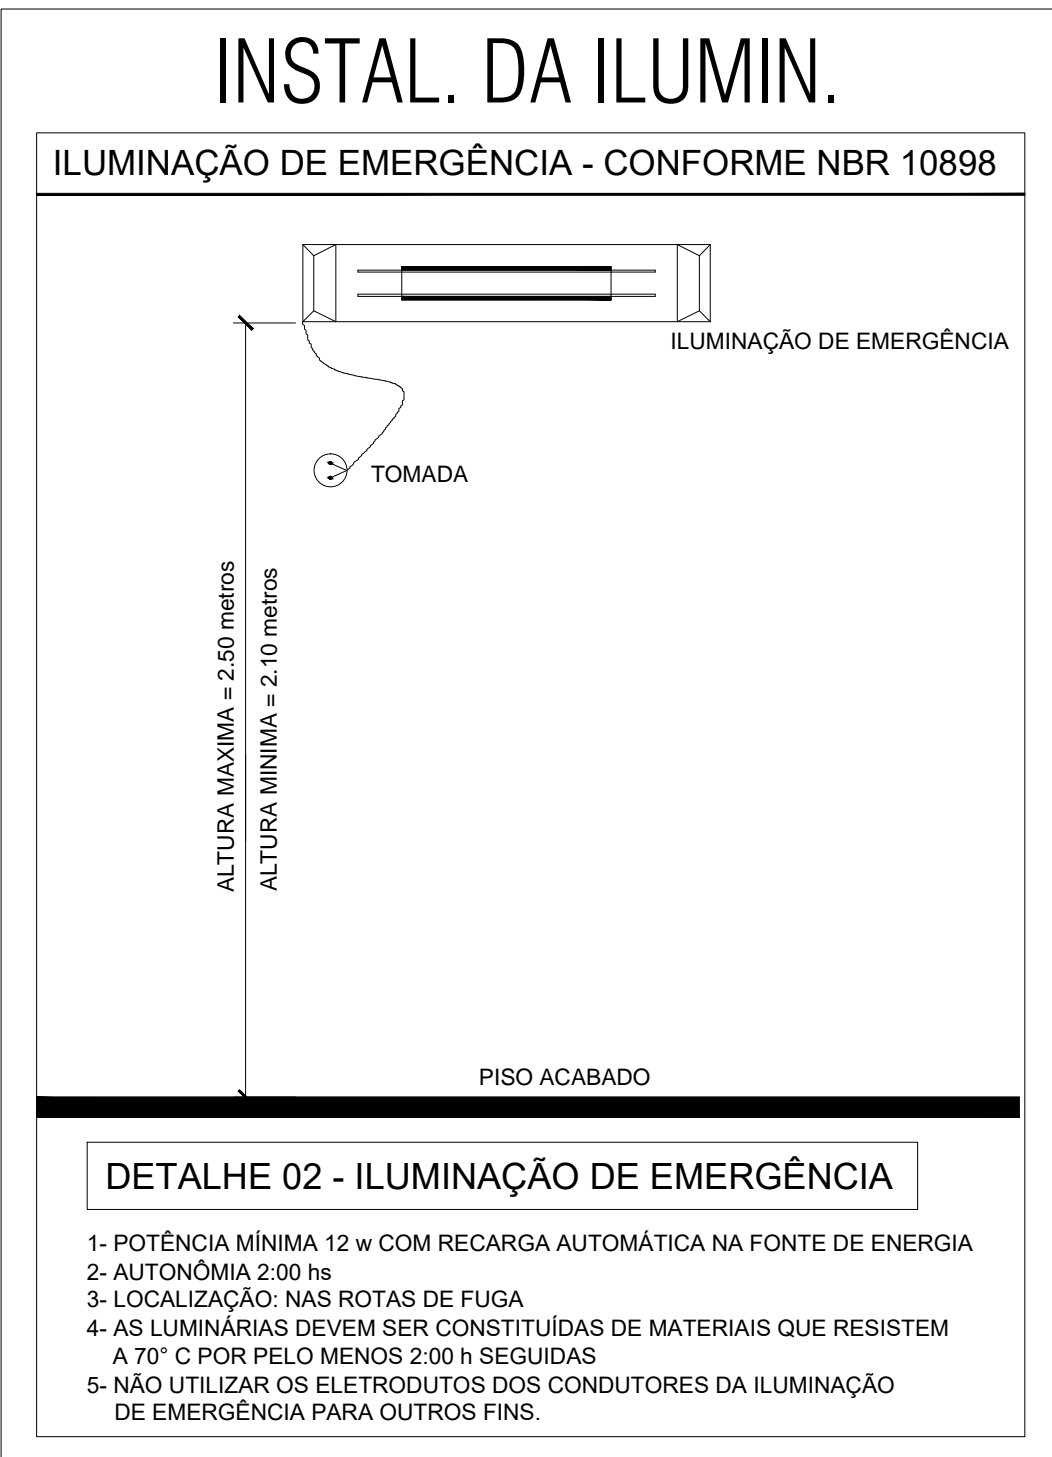 INSTAL. DA ILUMIN.
ILUMINAÇÃO DE EMERGÊNCIA - CONFORME NBR 10898
ILUMINAÇÃO DE EMERGÊNCIA
TOMADA
ALTURA MAXIMA = 2.50 metros
ALTURA MINIMA = 2.10 metros
PISO ACABADO
DETALHE 02 - ILUMINAÇÃO DE EMERGÊNCIA
1- POTÊNCIA MÍNIMA 12 w COM RECARGA AUTOMÁTICA NA FONTE DE ENERGIA
2- AUTONÔMIA 2:00 hs
3- LOCALIZAÇÃO: NAS ROTAS DE FUGA
4- AS LUMINÁRIAS DEVEM SER CONSTITUÍDAS DE MATERIAIS QUE RESISTEM
A 70° C POR PELO MENOS 2:00 h SEGUIDAS
5- NÃO UTILIZAR OS ELETRODUTOS DOS CONDUTORES DA ILUMINAÇÃO
DE EMERGÊNCIA PARA OUTROS FINS.